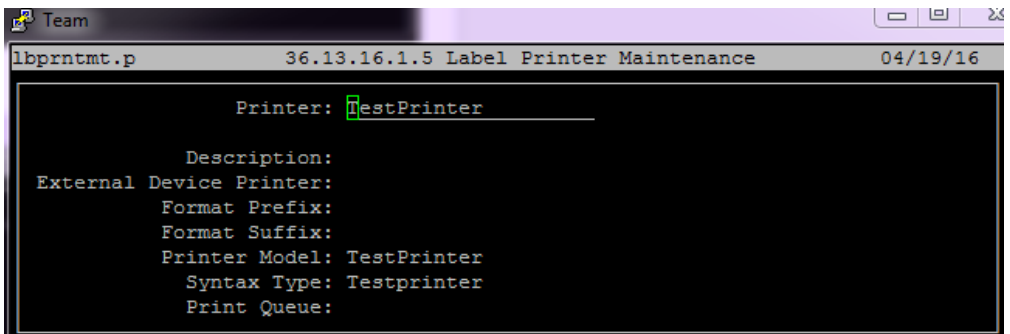 Team
lbprntmt.p 36.13.16.1.5 Label Printer Maintenance 04/19/16
Printer: TestPrinter
Description:
External Device Printer:
Format Prefix:
Format Suffix:
Printer Model: TestPrinter
Syntax Type: Testprinter
Print Queue: